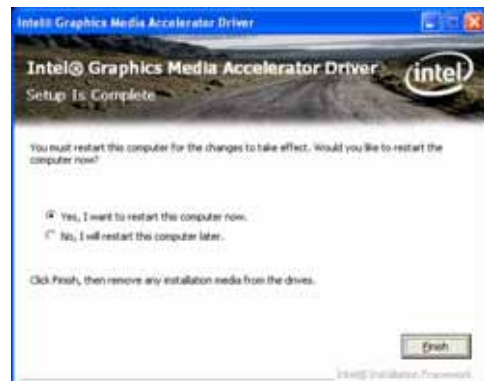 Intel® Graphics Media Accelerator Driver
Intel® Graphics Media Accelerator Driver
intel
Setup Is Complete
You must restart this computer for the changes to take effect. Would you like to restart the
computer now?
Yes, I want to restart this computer now.
No, I will restart this computer later.
Click Finish, then remove any installation media from the drives.
Finish
Intel® Installation Framework